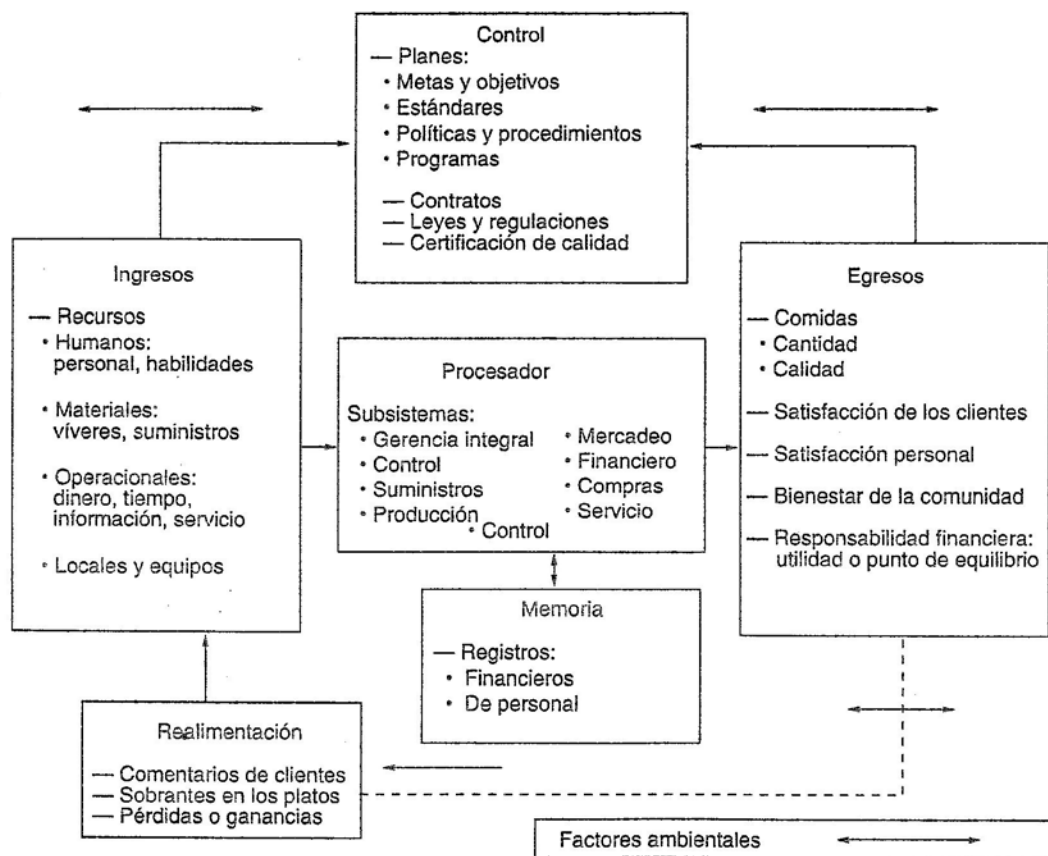 Control
— Planes:
• Metas y objetivos
• Estándares
• Políticas y procedimientos
• Programas
— Contratos
— Leyes y regulaciones
— Certificación de calidad
Ingresos
— Recursos
• Humanos:
personal, habilidades
• Materiales:
víveres, suministros
• Operacionales:
dinero, tiempo,
información, servicio
• Locales y equipos
Procesador
Subsistemas:
• Gerencia integral
• Control
• Suministros
• Producción
• Mercadeo
• Financiero
• Compras
• Servicio
• Control
Egresos
— Comidas
• Cantidad
• Calidad
— Satisfacción de los clientes
— Satisfacción personal
— Bienestar de la comunidad
— Responsabilidad financiera:
utilidad o punto de equilibrio
Memoria
— Registros:
• Financieros
• De personal
Realimentación
— Comentarios de clientes
— Sobrantes en los platos
— Pérdidas o ganancias
Factores ambientales